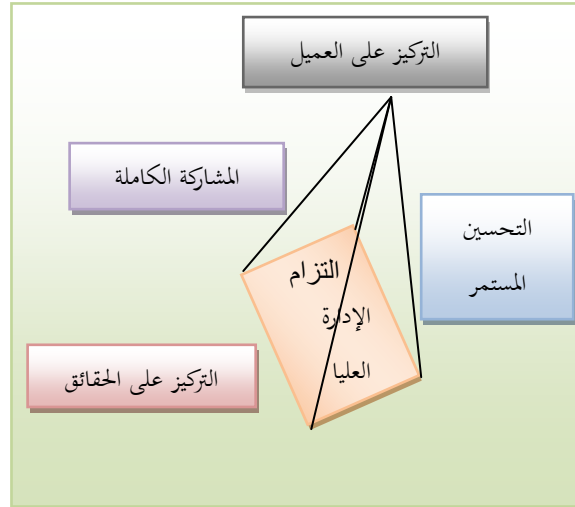 التركيز على العميل
المشاركة الكاملة
التحسين
المستمر
التزام
الإدارة
العليا
التركيز على الحقائق